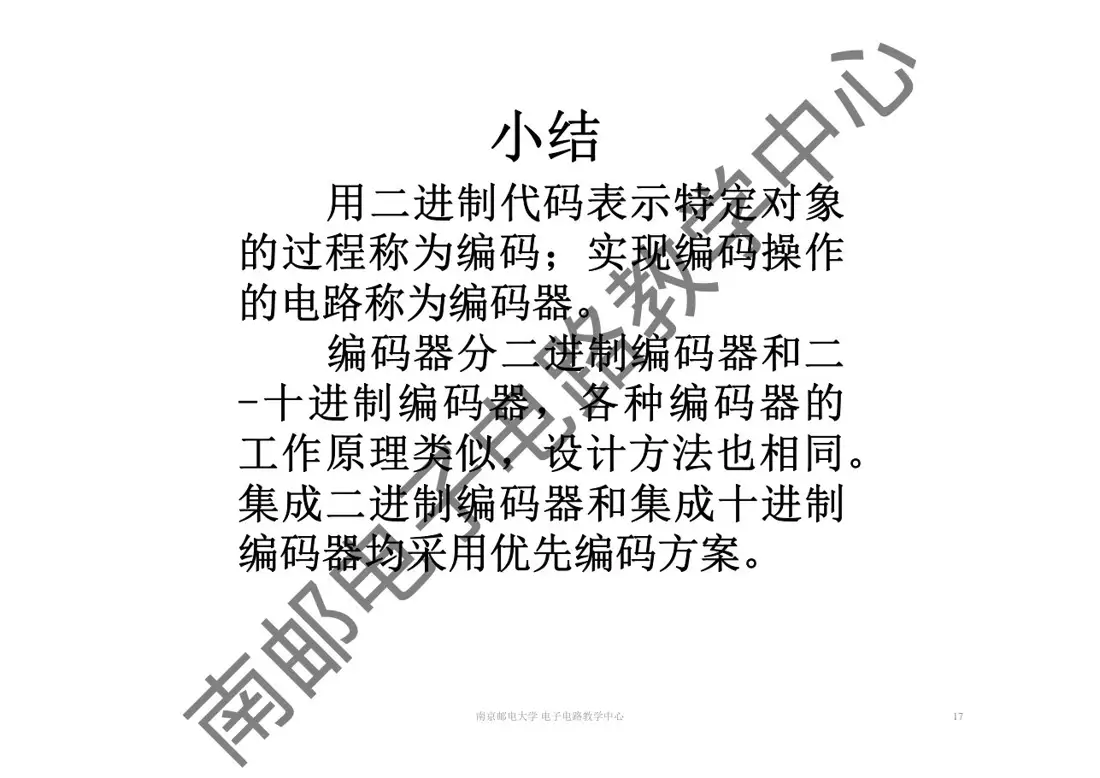 小结
用二进制代码表示特定对象
的过程称为编码；实现编码操作
的电路称为编码器。
编码器分二进制编码器和二
-十进制编码器，各种编码器的
工作原理类似，设计方法也相同。
集成二进制编码器和集成十进制
编码器均采用优先编码方案。
南邮电子电路教学中心
南京邮电大学 电子电路教学中心
17